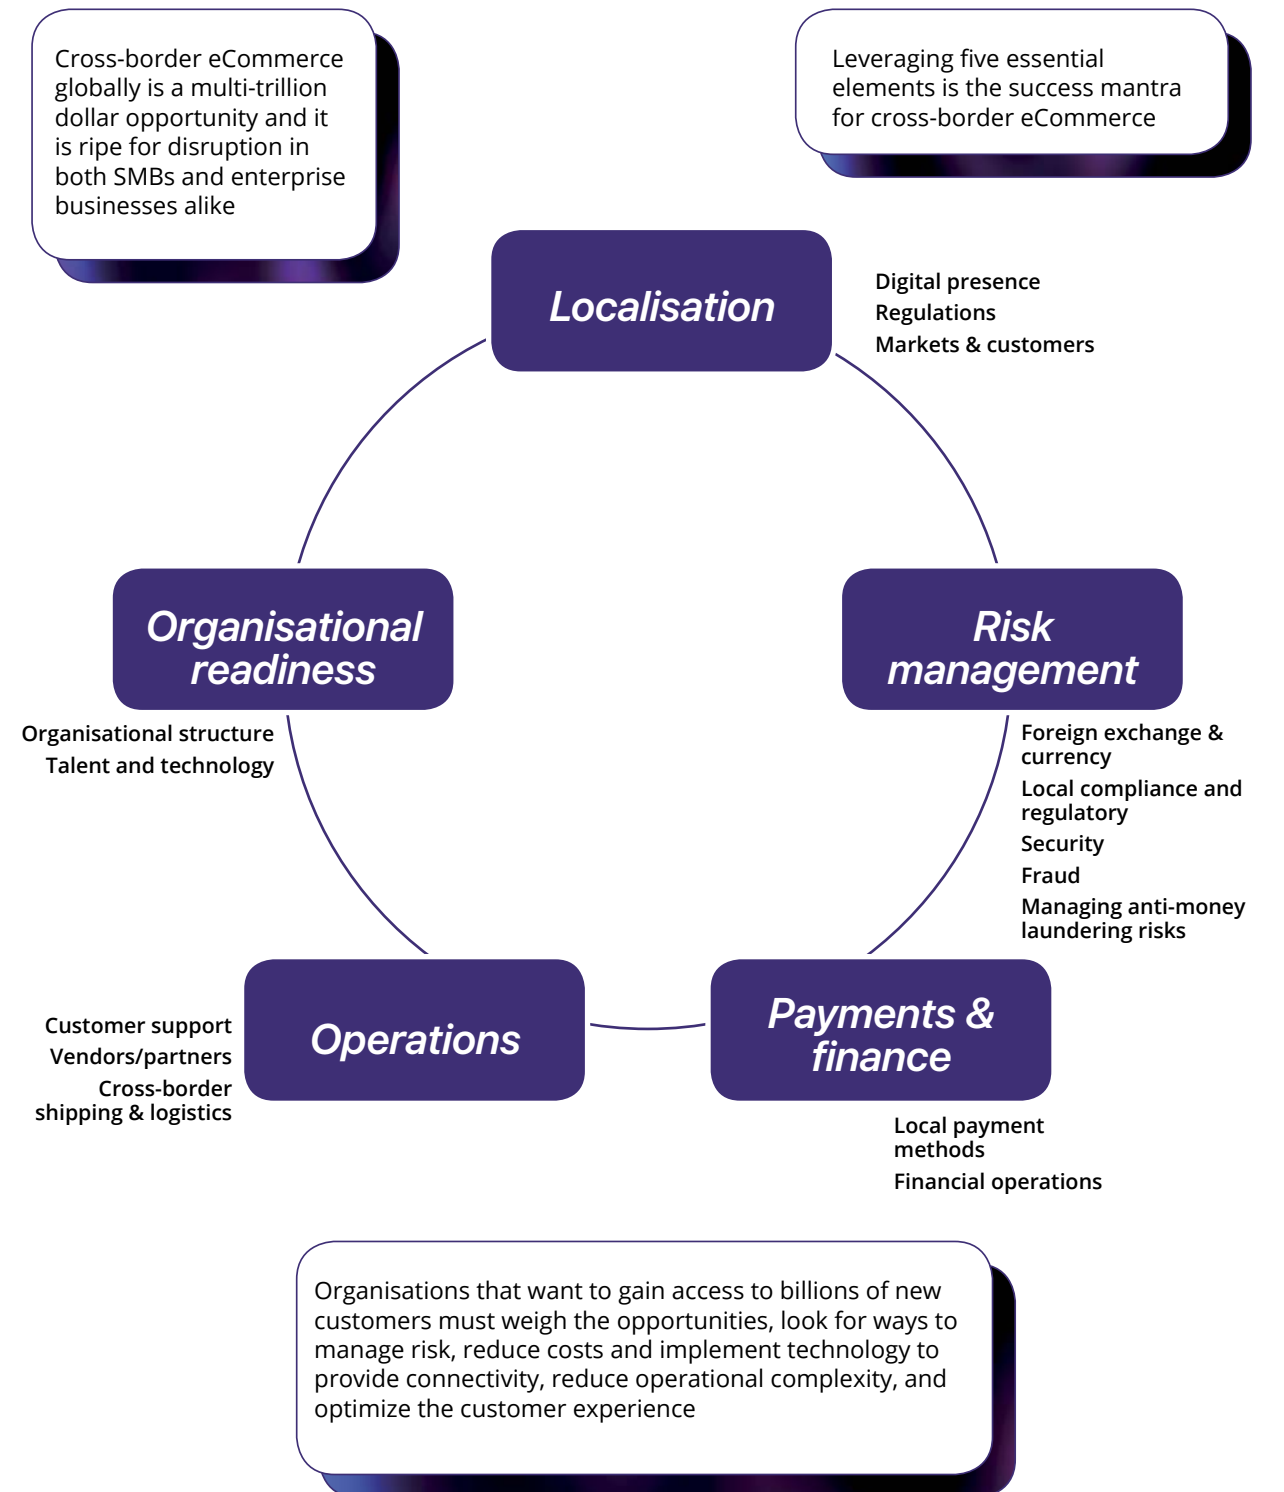 Cross-border eCommerce
globally is a multi-trillion
dollar opportunity and it
is ripe for disruption in
both SMBs and enterprise
businesses alike
Leveraging five essential
elements is the success mantra
for cross-border eCommerce
Localisation
Digital presence
Regulations
Markets & customers
Organisational
readiness
Organisational structure
Talent and technology
Risk
management
Foreign exchange &
currency
Local compliance and
regulatory
Security
Fraud
Managing anti-money
laundering risks
Operations
Customer support
Vendors/partners
Cross-border
shipping & logistics
Payments &
finance
Local payment
methods
Financial operations
Organisations that want to gain access to billions of new
customers must weigh the opportunities, look for ways to
manage risk, reduce costs and implement technology to
provide connectivity, reduce operational complexity, and
optimize the customer experience